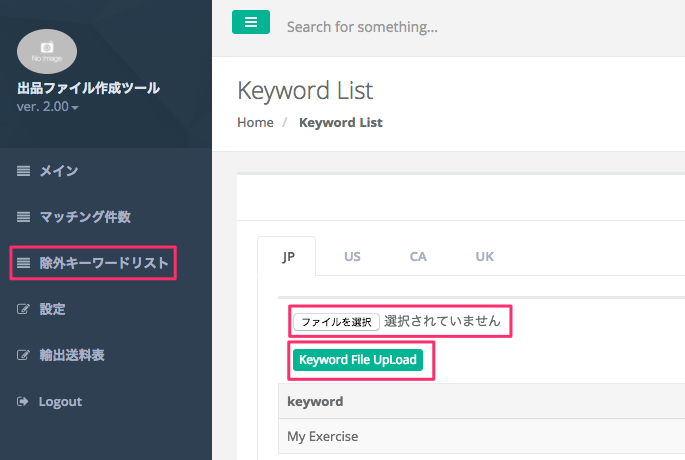 No Image
出品ファイル作成ツール
ver. 2.00
メイン
マッチング件数
除外キーワードリスト
設定
輸出送料表
Logout
Search for something...
Keyword List
Home / Keyword List
JP US CA UK
ファイルを選択 選択されていません
Keyword File UpLoad
keyword
My Exercise